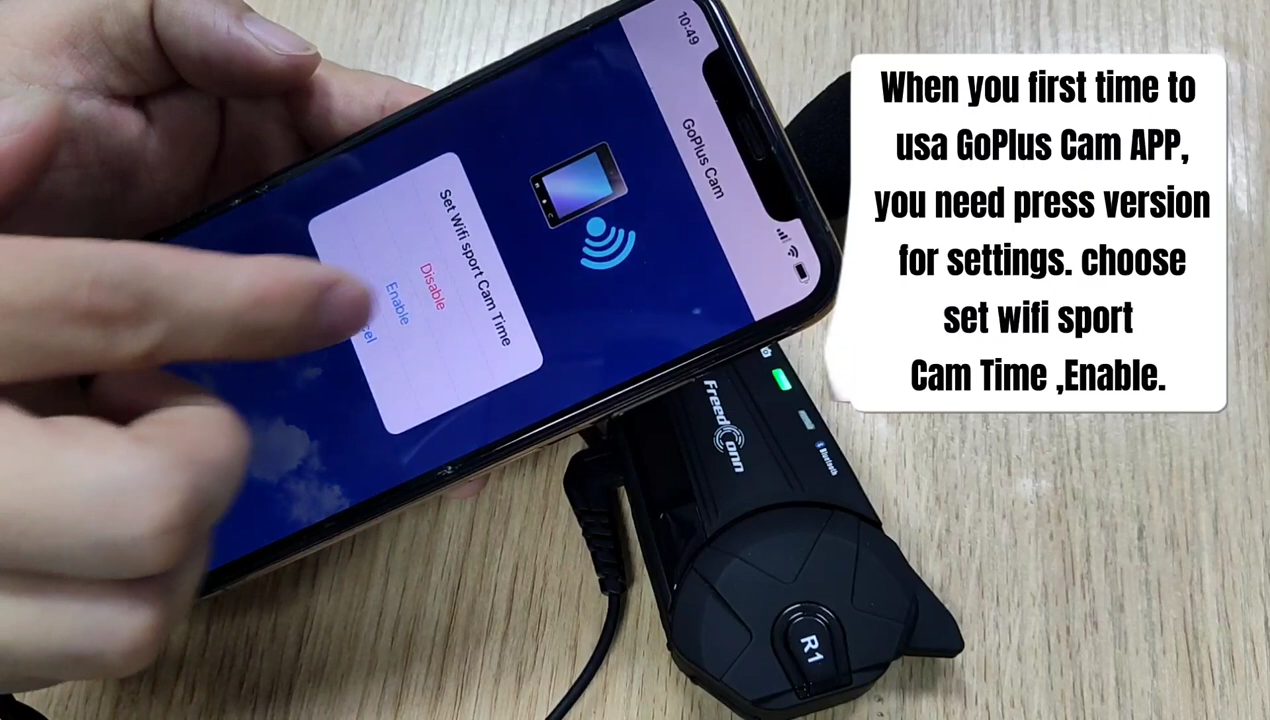 10:49
GoPlus Cam
Set Wifi sport Cam Time
Disable
Enable
When you first time to
usa GoPlus Cam APP,
you need press version
for settings. choose
set wifi sport
Cam Time ,Enable.
FreedConn
Bluetooth
R1